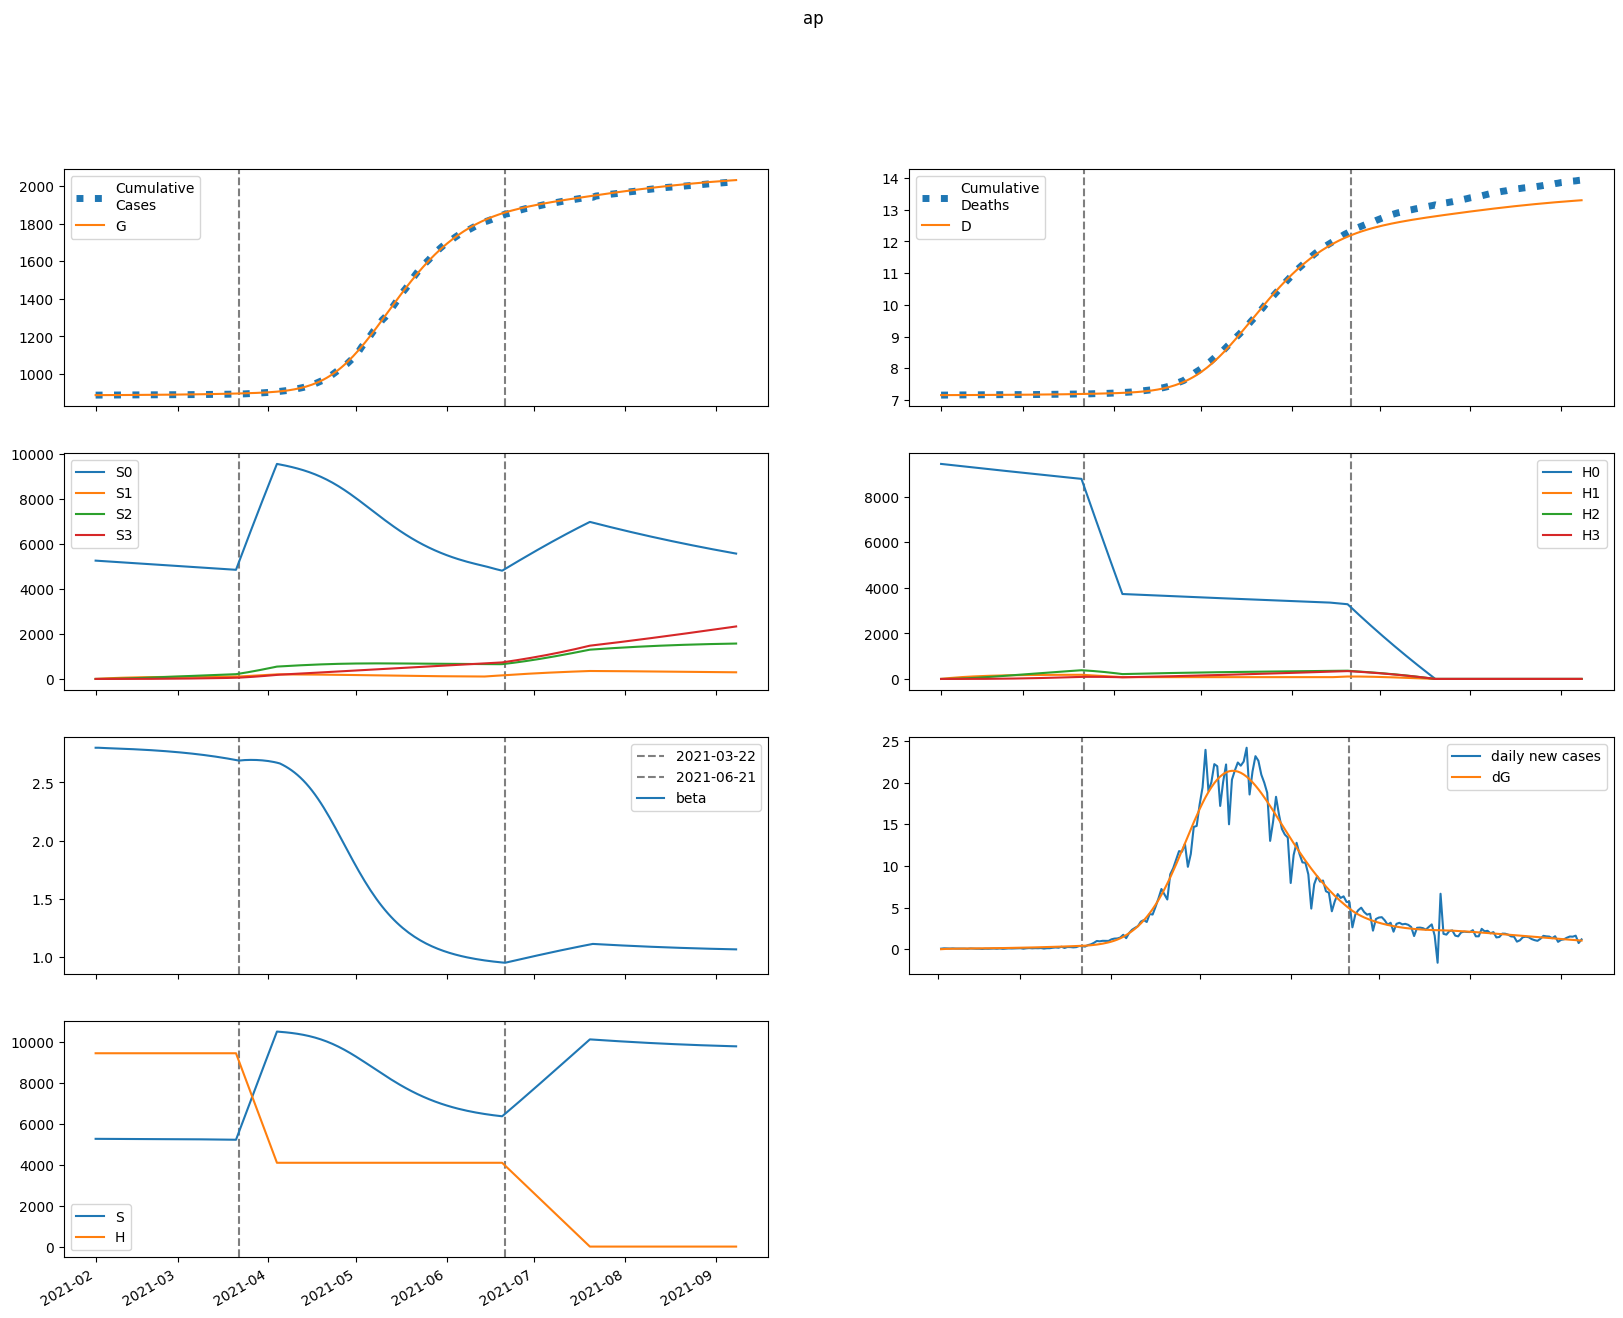 ap
2000
1800
1600
1400
1200
1000
Cumulative
Cases
G
14
13
12
11
10
9
8
7
Cumulative
Deaths
D
10000
8000
6000
4000
2000
0
S0
S1
S2
S3
8000
6000
4000
2000
0
H0
H1
H2
H3
2.5
2.0
1.5
1.0
2021-03-22
2021-06-21
beta
25
20
15
10
5
0
daily new cases
dG
10000
8000
6000
4000
2000
0
S
H
2021-02
2021-03
2021-04
2021-05
2021-06
2021-07
2021-08
2021-09